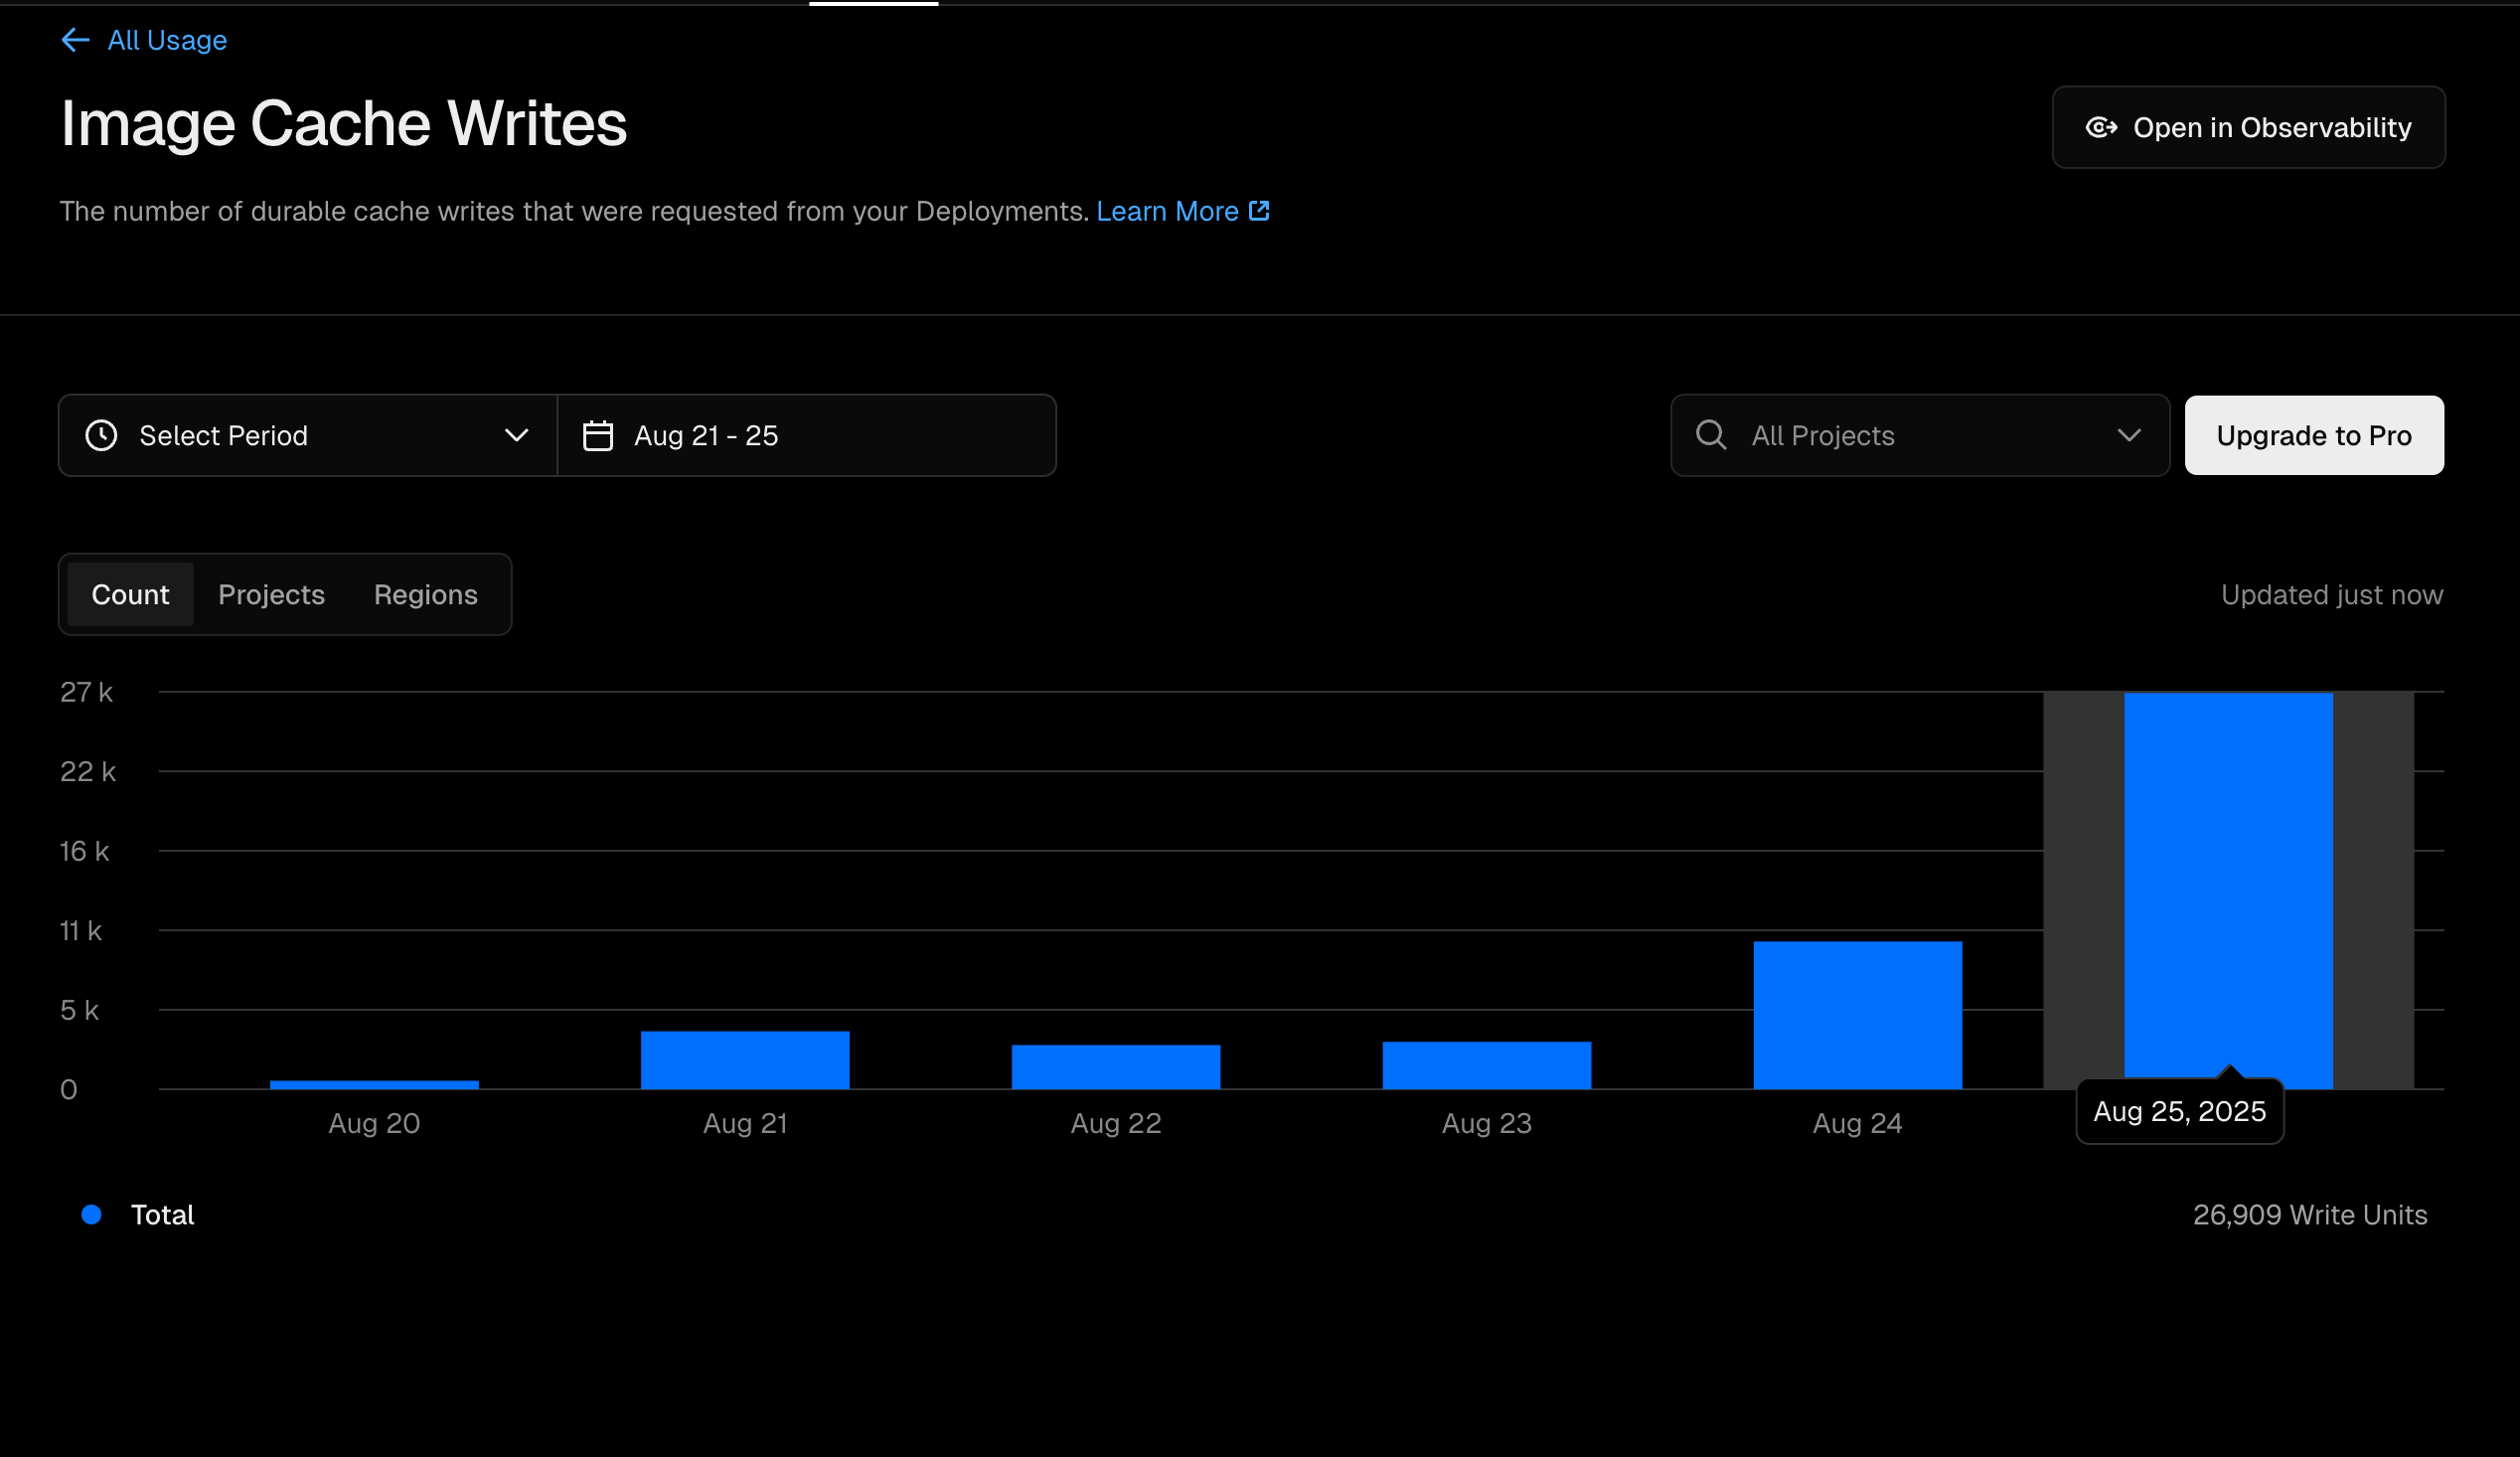 All Usage
Image Cache Writes
Open in Observability
The number of durable cache writes that were requested from your Deployments. Learn More
Select Period
Aug 21 - 25
All Projects
Upgrade to Pro
Count Projects Regions
Updated just now
27 k
22 k
16 k
11 k
5 k
0
Aug 20 Aug 21 Aug 22 Aug 23 Aug 24 Aug 25, 2025
Total
26,909 Write Units